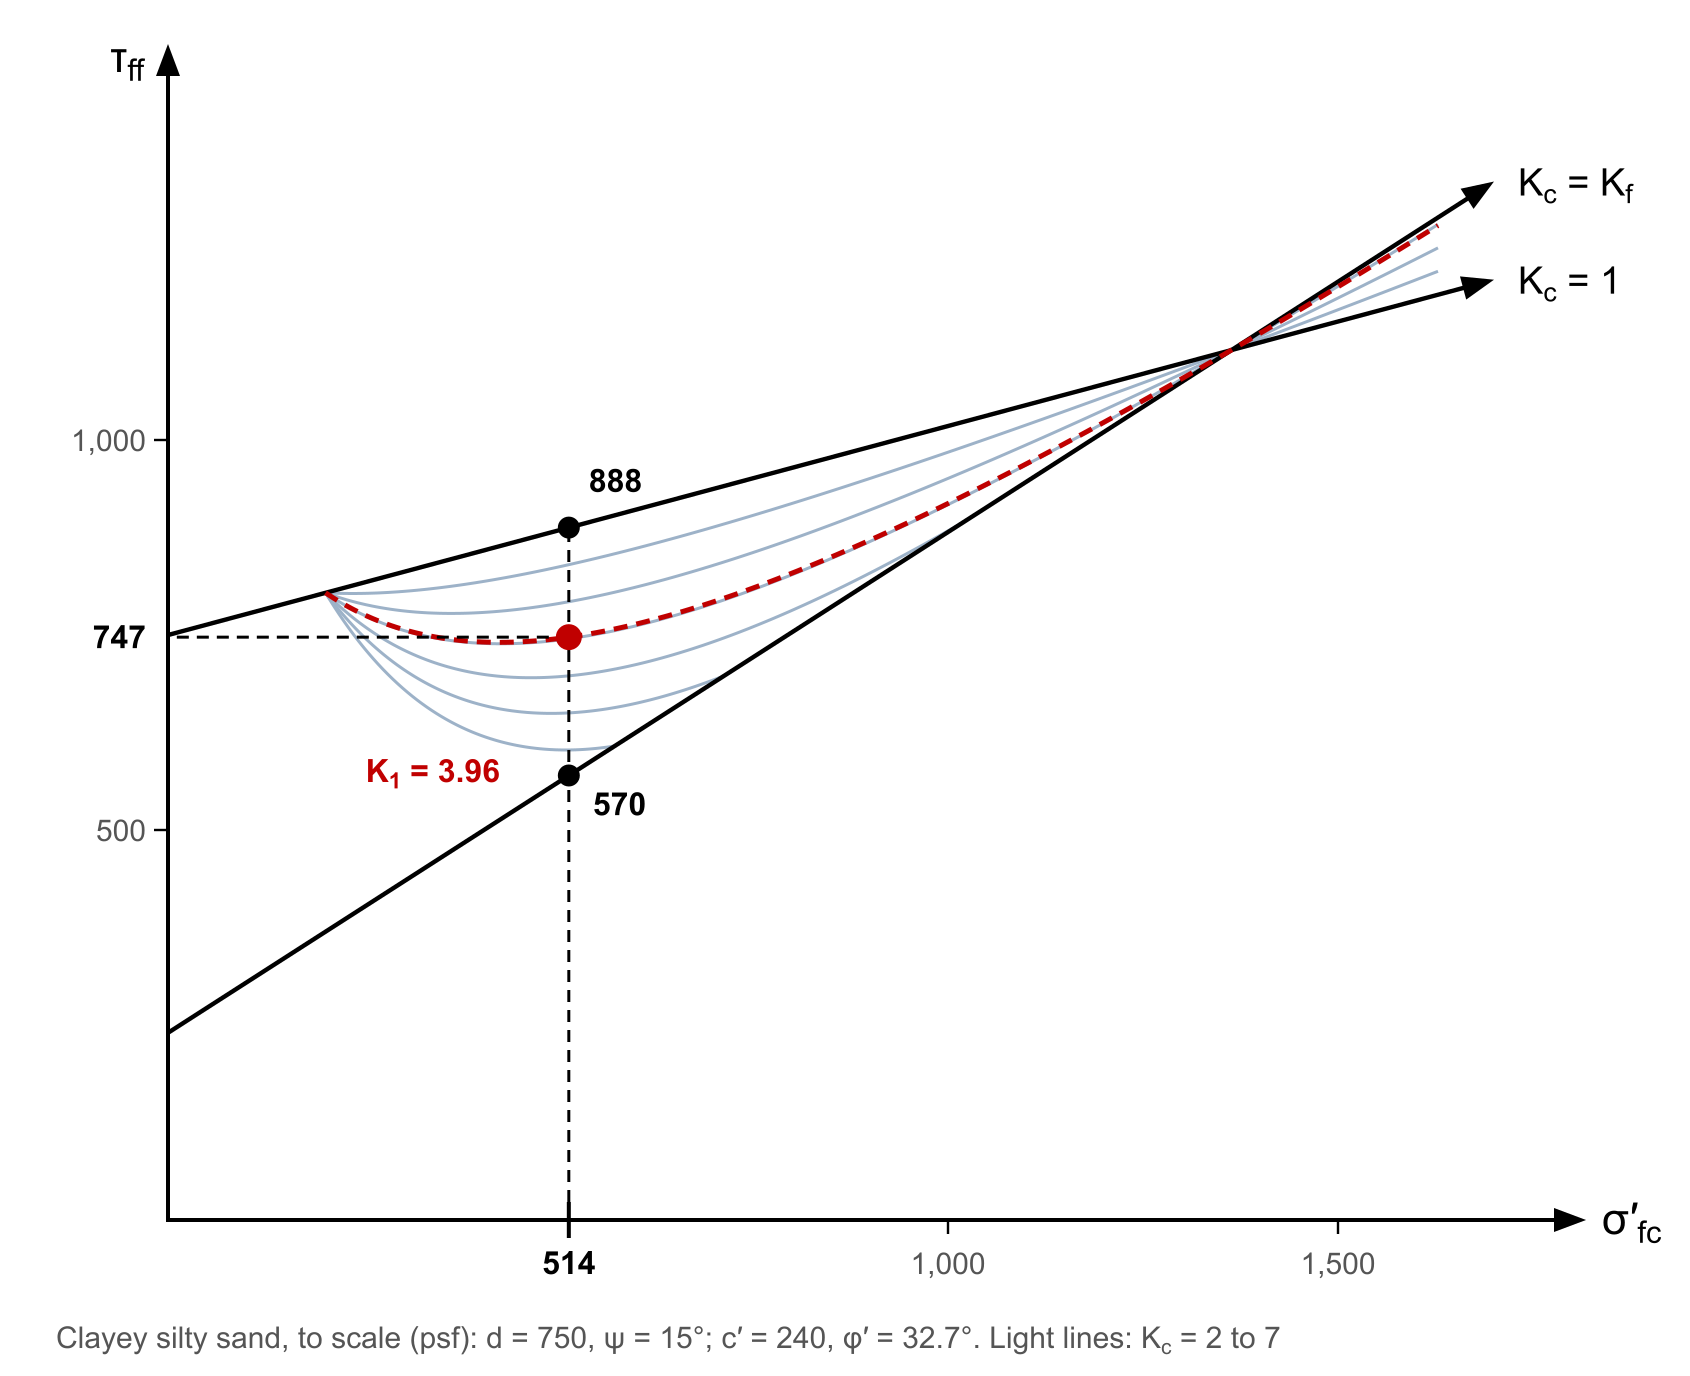 τff
Kc = Kf
Kc = 1
1,000
888
747
K1 = 3.96
570
500
σ′fc
514
1,000
1,500
Clayey silty sand, to scale (psf): d = 750, ψ = 15°; c′ = 240, φ′ = 32.7°. Light lines: Kc = 2 to 7